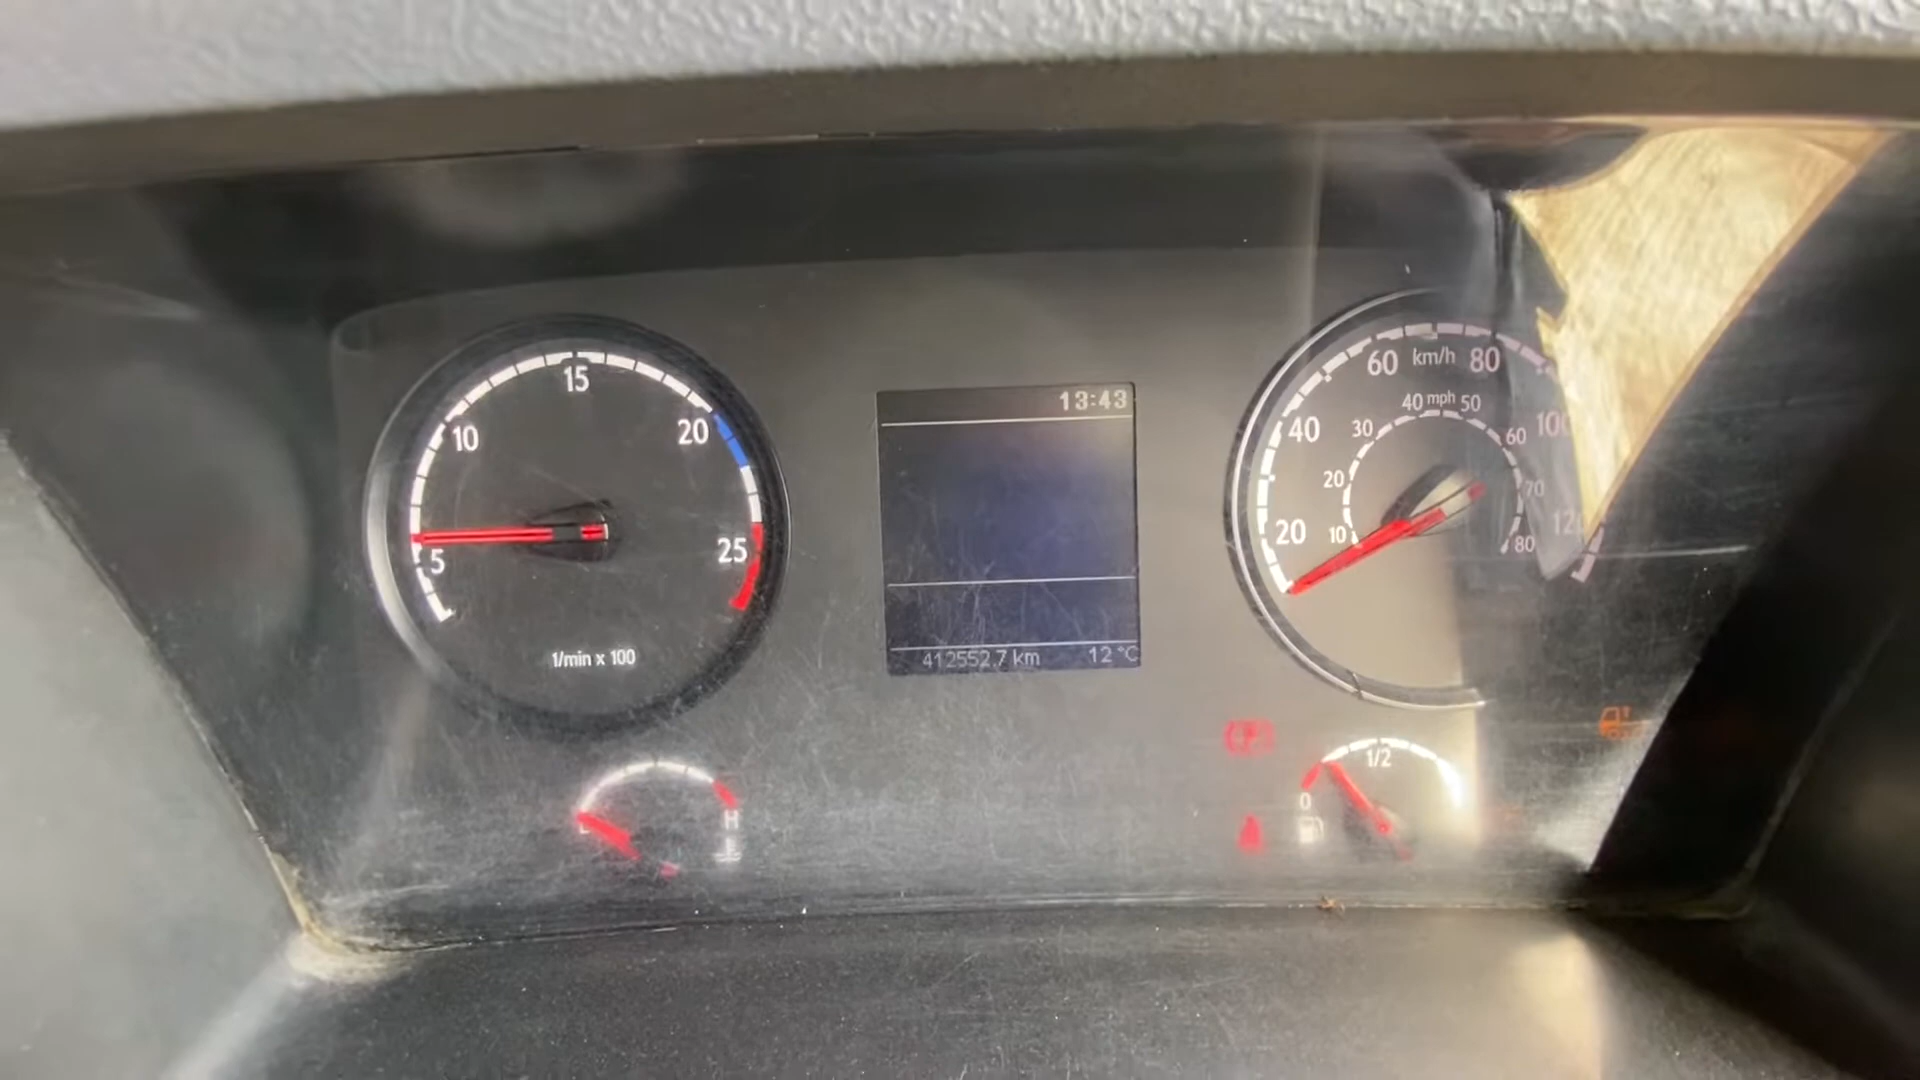 15
10
20
5
25
1/min x 100
13:43
412552.7 km 12 °C
60 km/h 80
40 mph 50
40 30 60 100
20 70
20 10 80
H
1/2
0
(P)